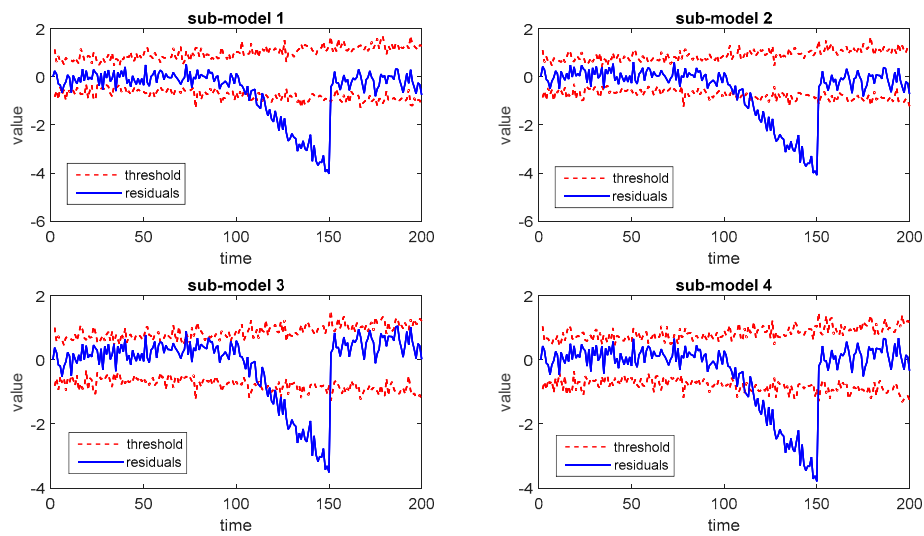 sub-model 1
2
0
-2
-4
-6
value
threshold
residuals
0
50
100
150
200
time
sub-model 2
2
0
-2
-4
-6
value
threshold
residuals
0
50
100
150
200
time
sub-model 3
2
0
-2
-4
value
threshold
residuals
0
50
100
150
200
time
sub-model 4
2
0
-2
-4
value
threshold
residuals
0
50
100
150
200
time